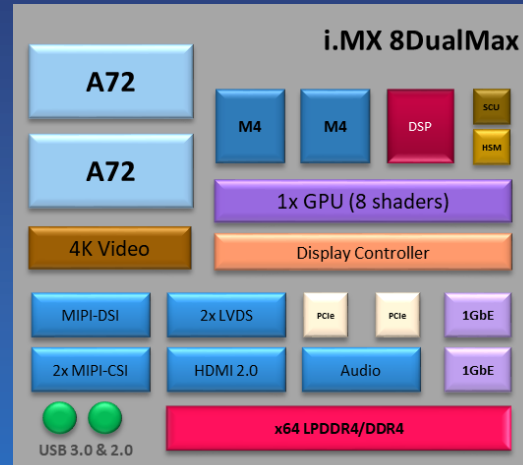 i.MX 8DualMax
A72
A72
M4
M4
DSP
SCU
HSM
1x GPU (8 shaders)
4K Video
Display Controller
MIPI-DSI
2x LVDS
PCIe
PCIe
1GbE
2x MIPI-CSI
HDMI 2.0
Audio
1GbE
x64 LPDDR4/DDR4
USB 3.0 & 2.0